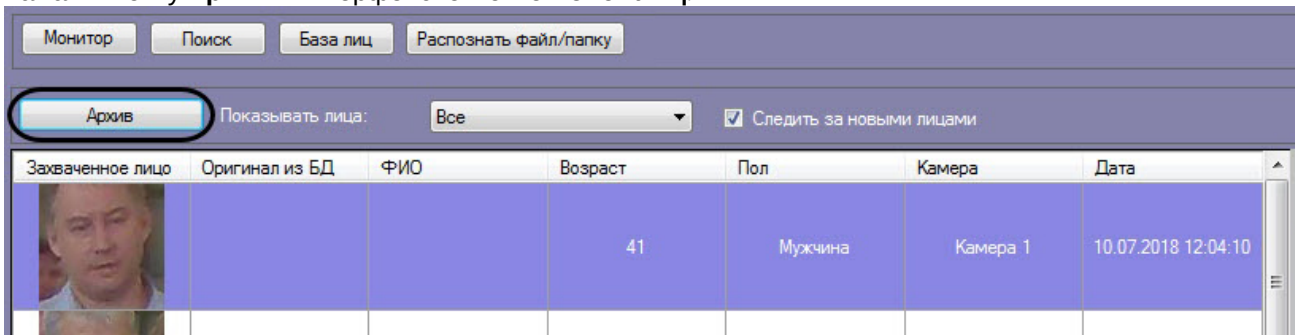 Монитор Поиск База лиц Распознать файл/папку
Архив Показывать лица: Все Следить за новыми лицами
Захваченное лицо Оригинал из БД ФИО Возраст Пол Камера Дата
41 Мужчина Камера 1 10.07.2018 12:04:10